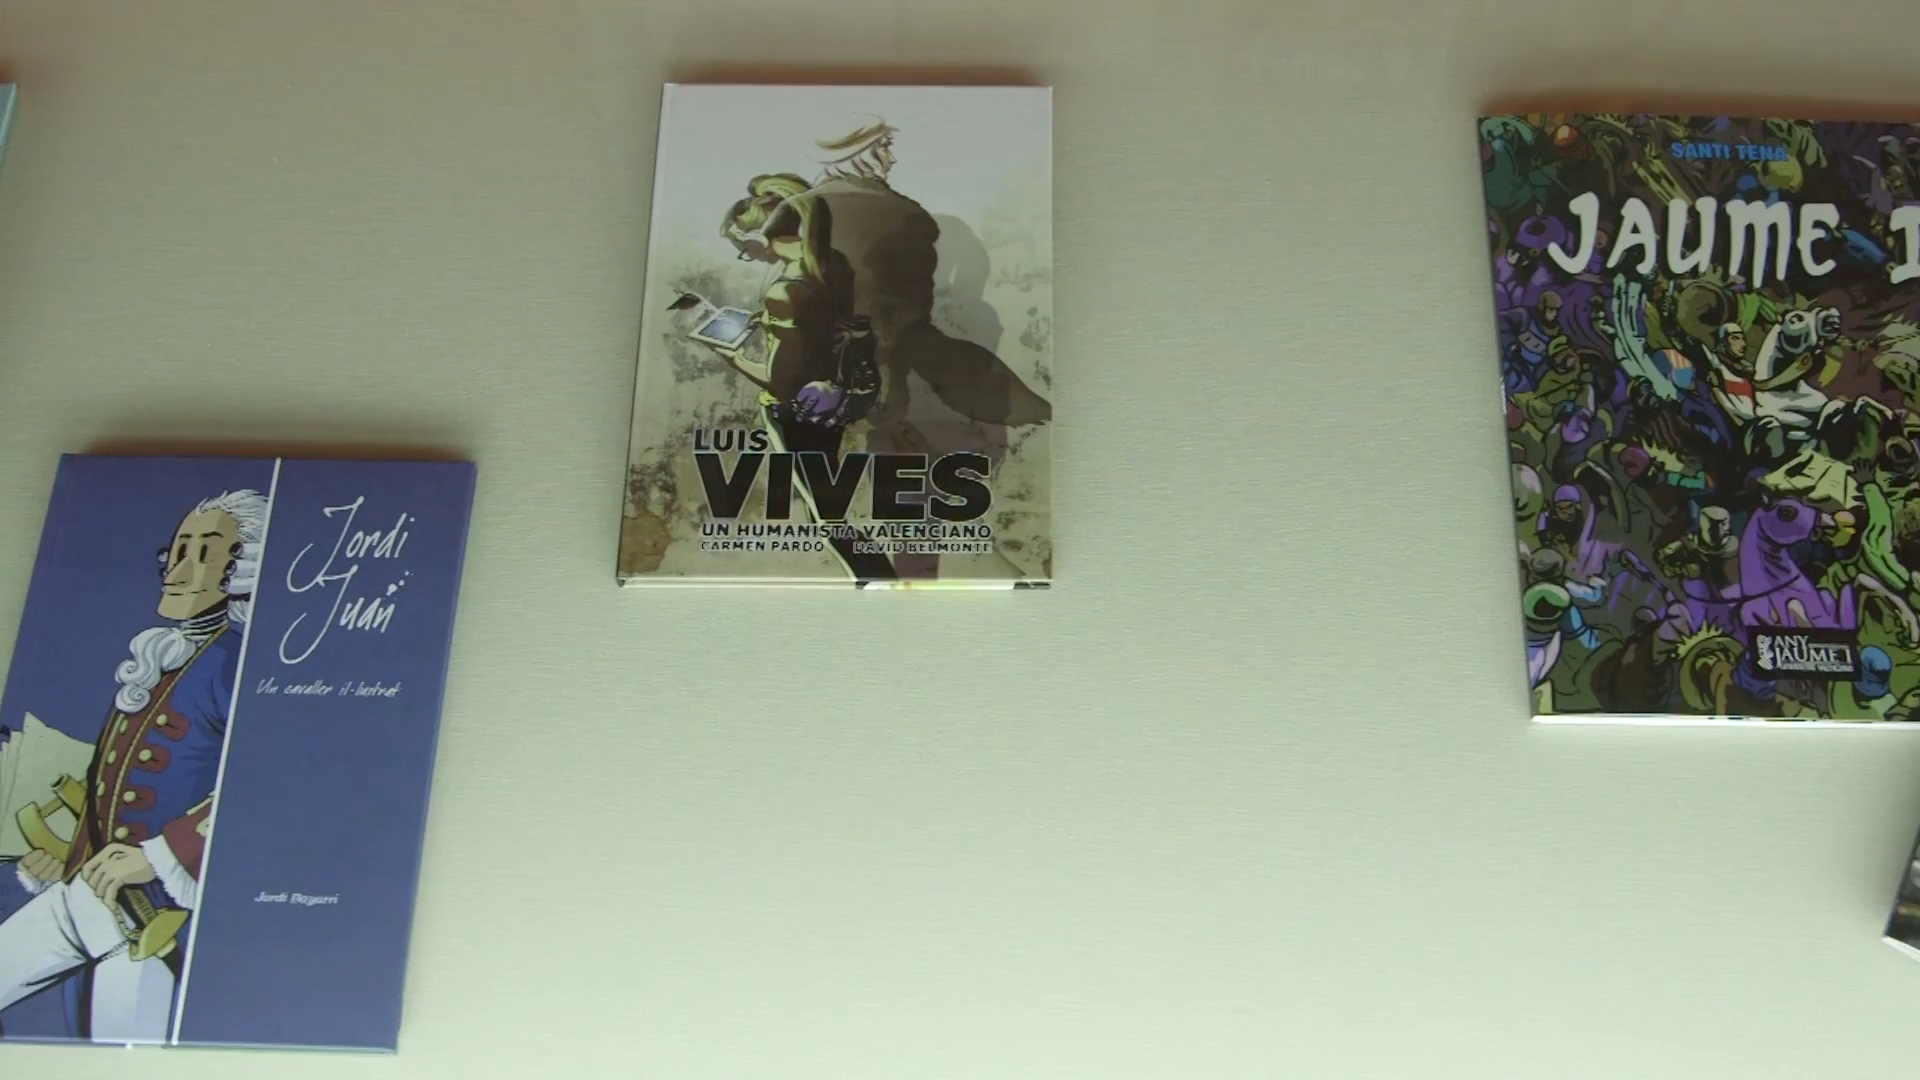 Jordi
Juan
Un cavaller il·lustrat
Jordi Bayarri
LUIS
VIVES
UN HUMANISTA VALENCIANO
CARMEN PARDO DAVID BELMONTE
SANTI TENA
JAUME I
ANY
JAUME I